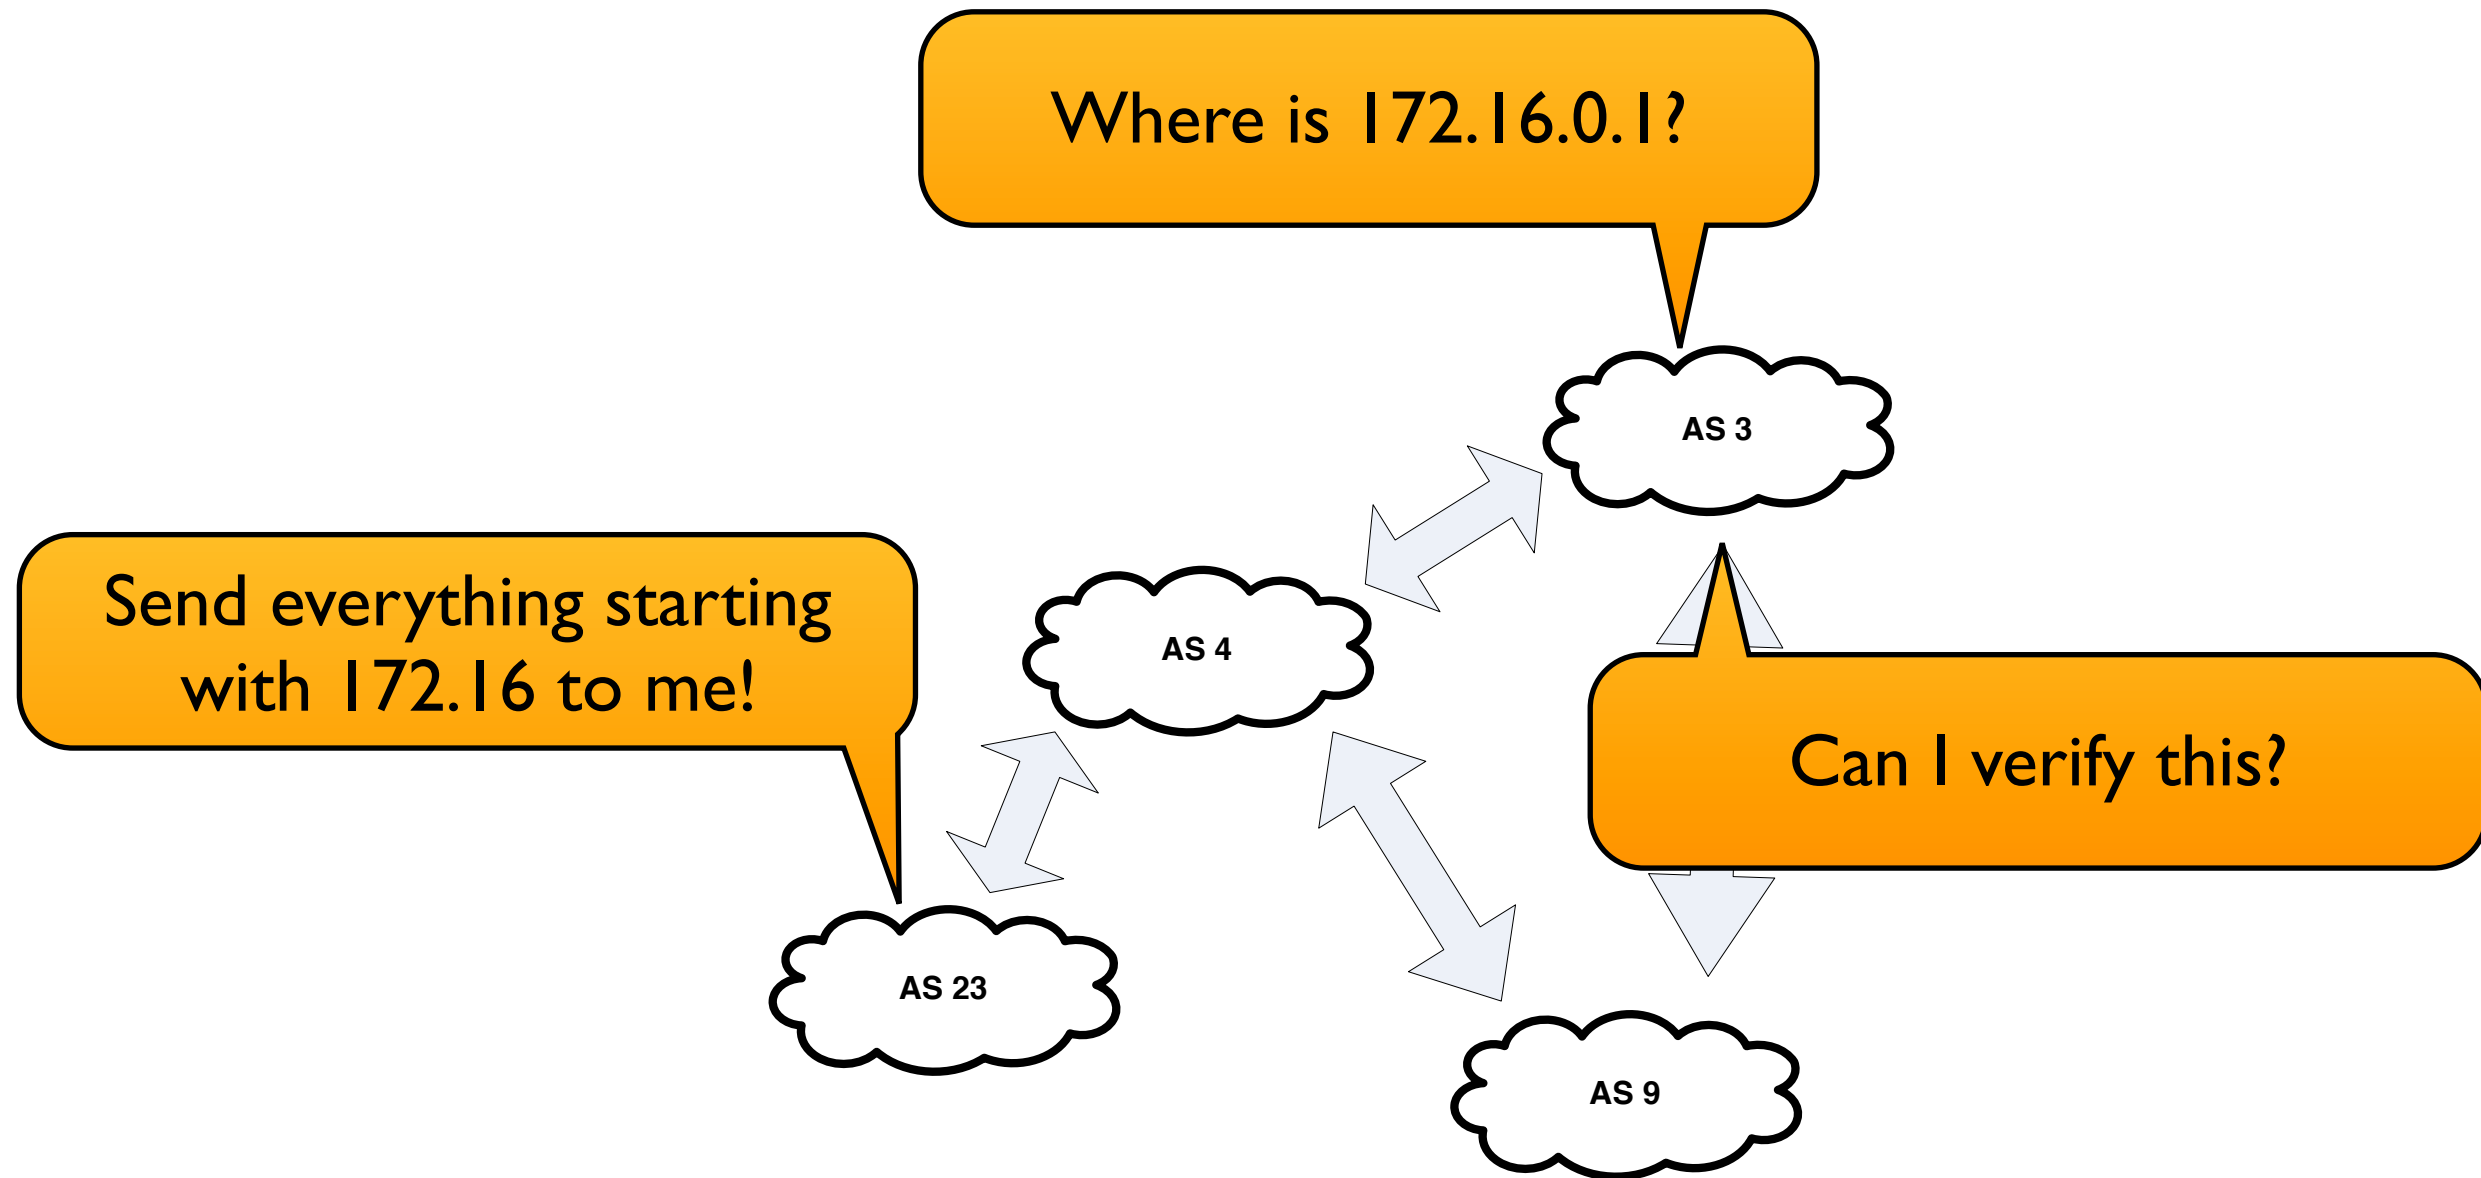 Where is 172.16.0.1?
AS 3
Send everything starting
with 172.16 to me!
AS 4
Can I verify this?
AS 23
AS 9